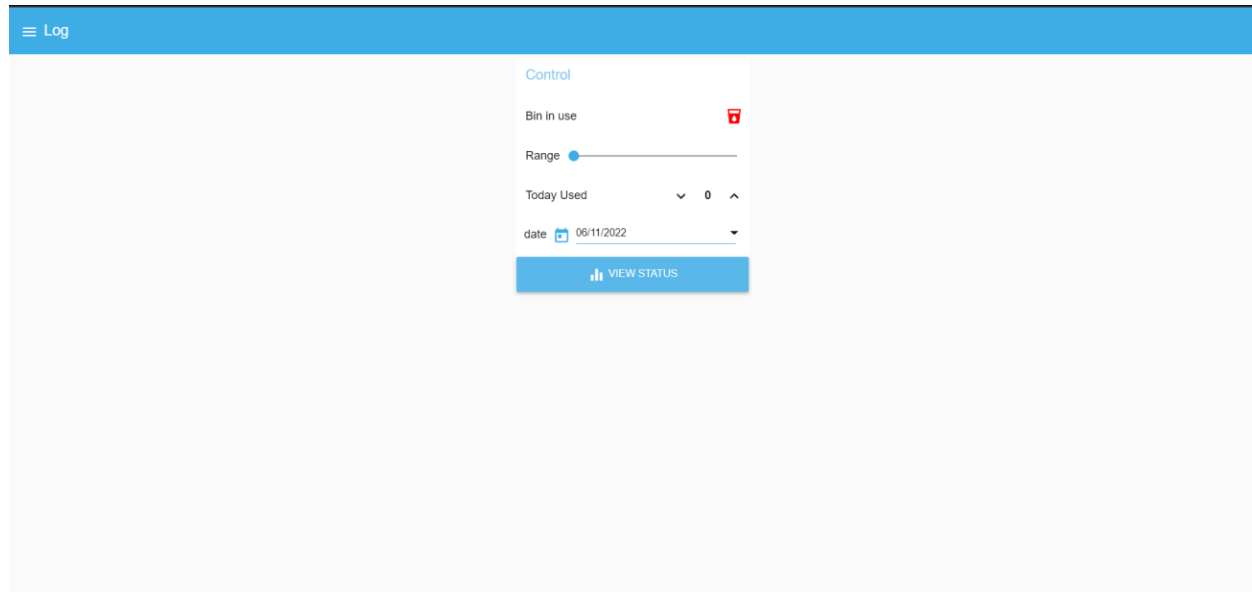 Log
Control
Bin in use
Range
Today Used 0
date 06/11/2022
VIEW STATUS